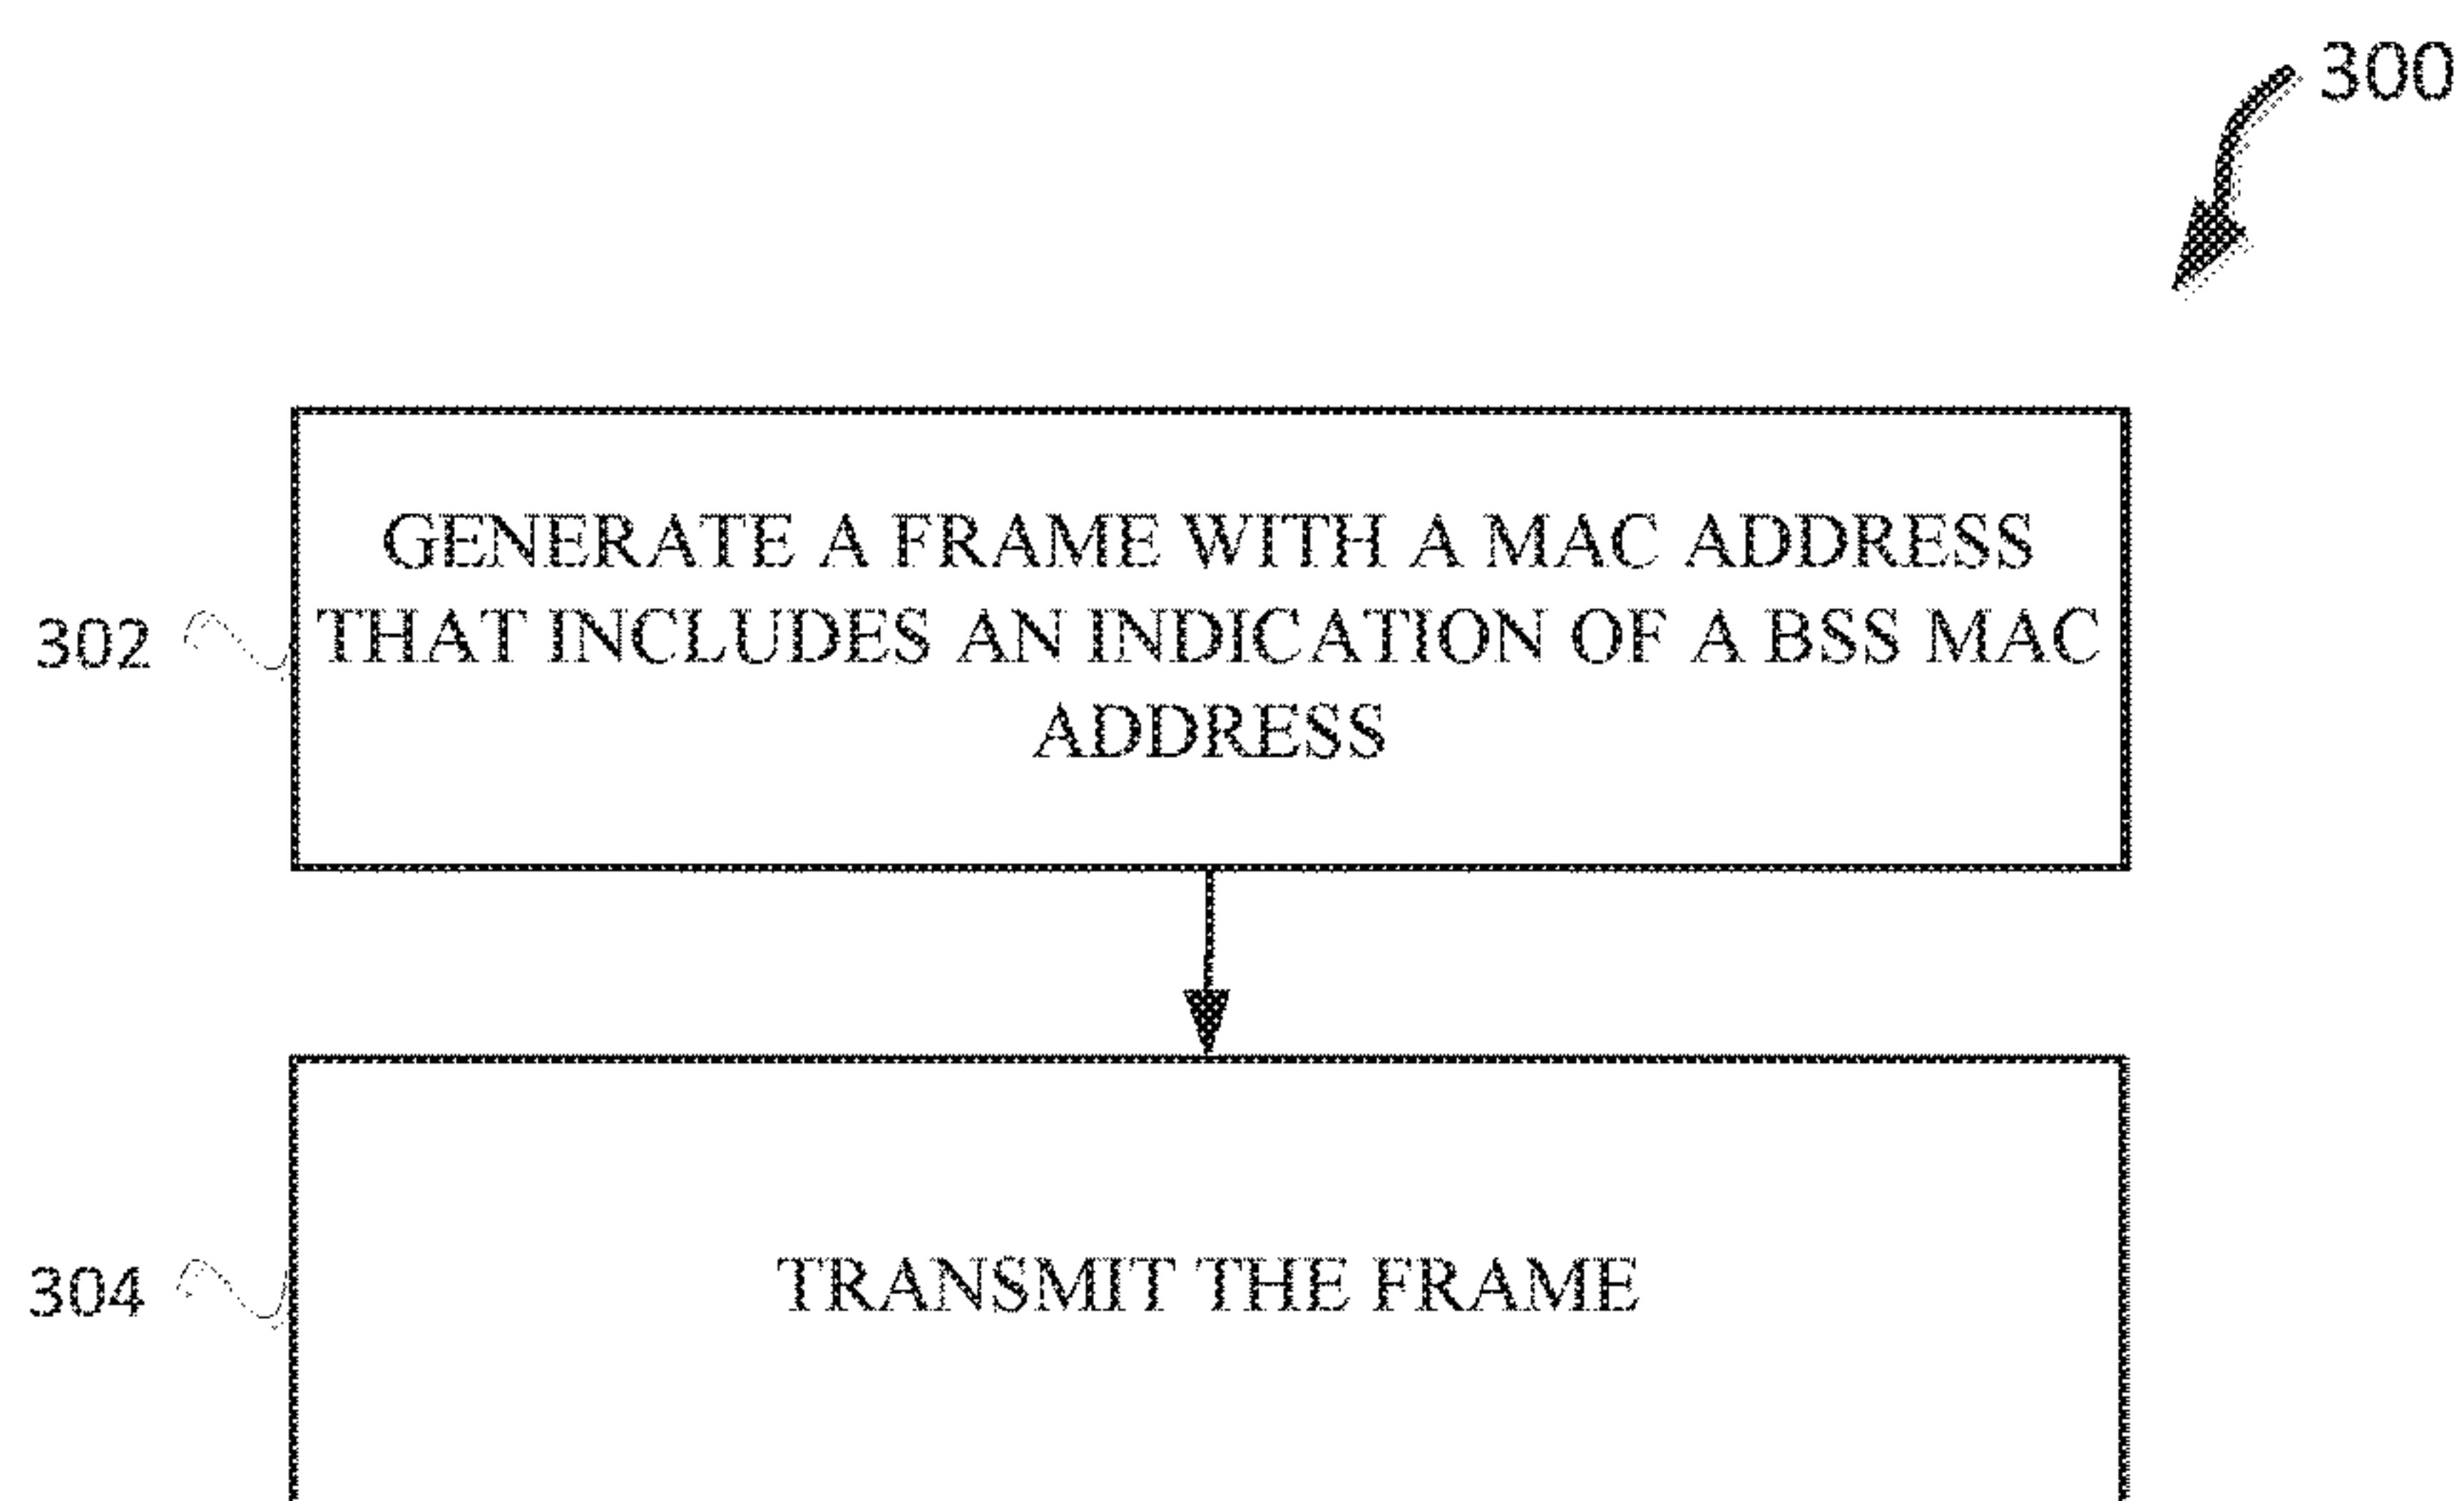 300
GENERATE A FRAME WITH A MAC ADDRESS
302
THAT INCLUDES AN INDICATION OF A BSS MAC
ADDRESS
304
TRANSMIT THE FRAME